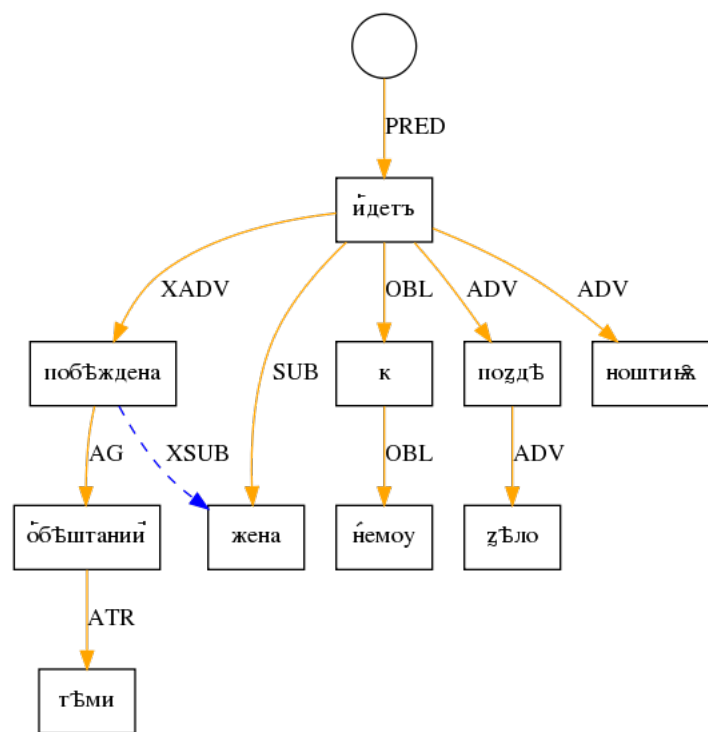 PRED
и҅детъ
XADV SUB OBL ADV ADV
побѣждена к поꙁдѣ ноштиѭ
AG XSUB OBL ADV
о҅бѣштании жена н҄емоу ꙁѣло
ATR
тѣми